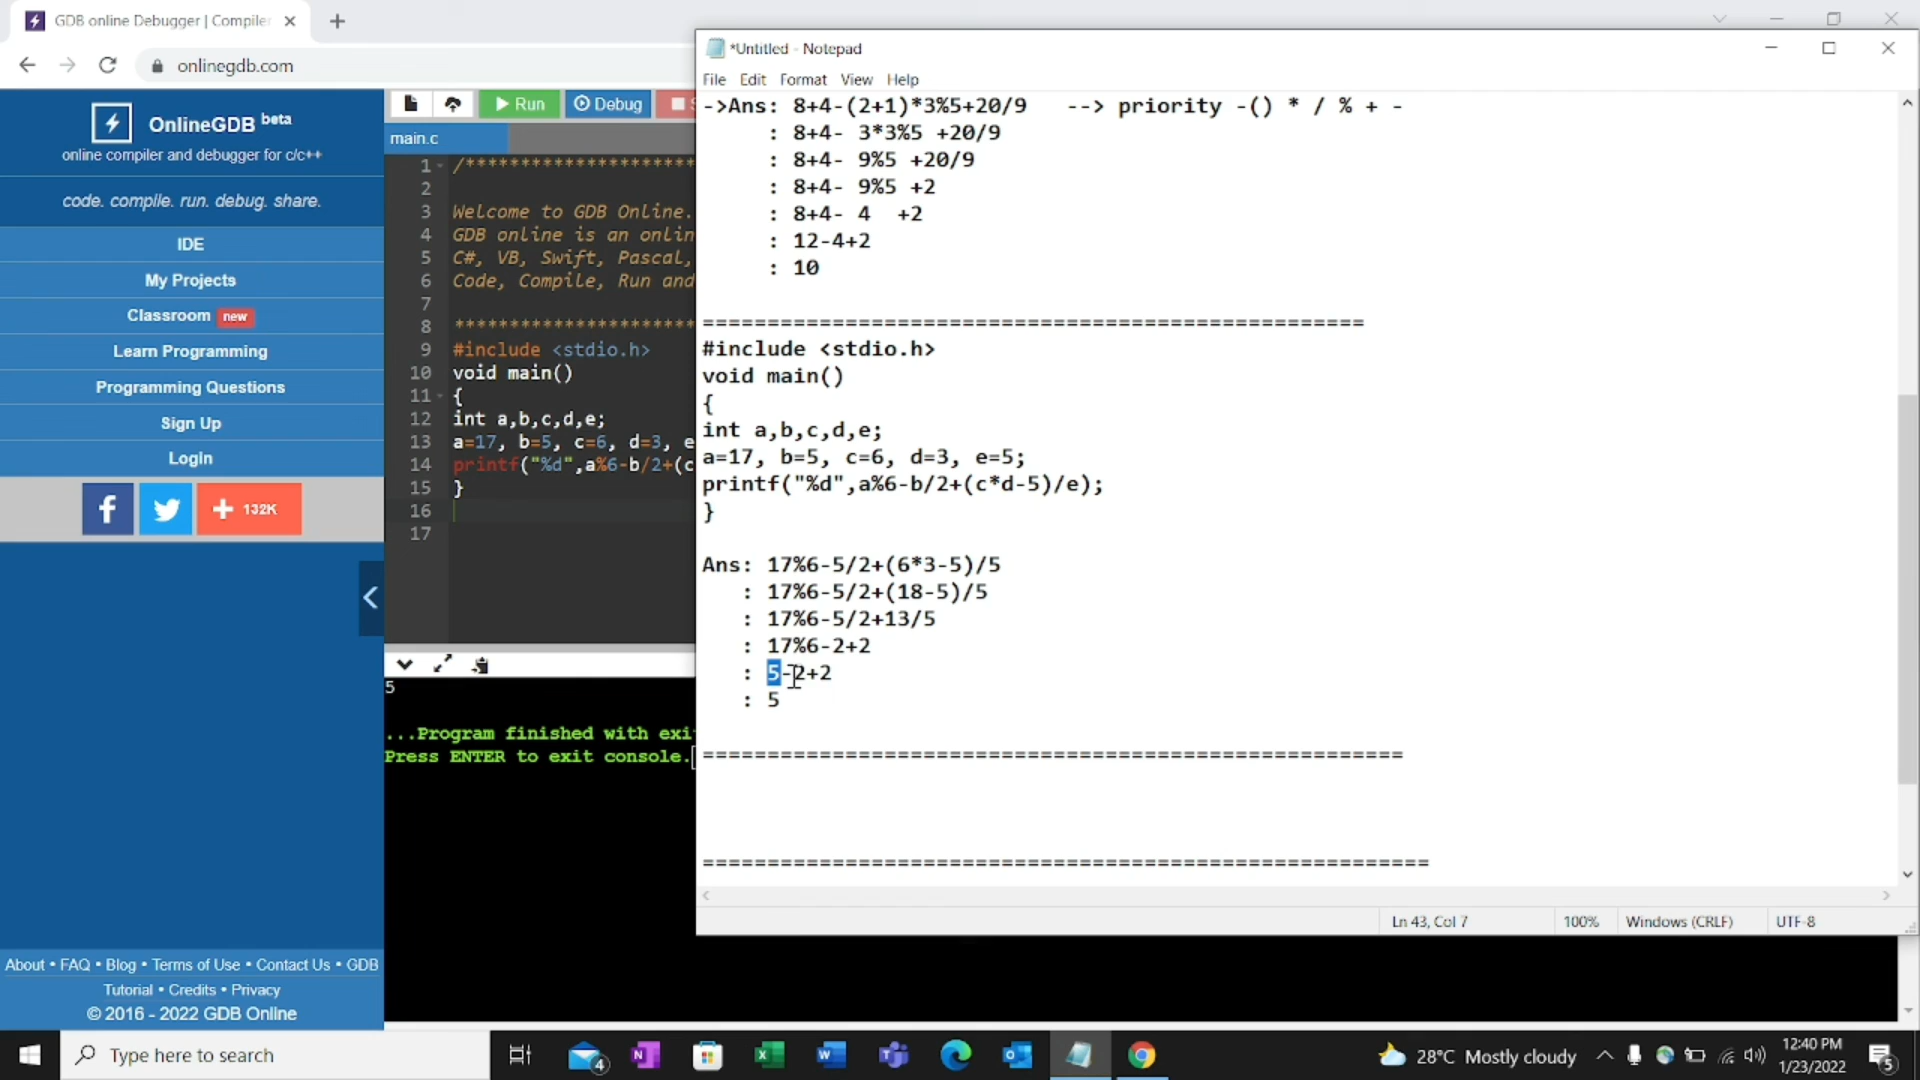 GDB online Debugger | Compiler
onlinegdb.com
OnlineGDB beta
online compiler and debugger for c/c++
code. compile. run. debug. share.
IDE
My Projects
Classroom new
Learn Programming
Programming Questions
Sign Up
Login
132K
About • FAQ • Blog • Terms of Use • Contact Us • GDB
Tutorial • Credits • Privacy
© 2016 - 2022 GDB Online
Run
Debug
main.c
1 /**********************
2
3 Welcome to GDB Online.
4 GDB online is an onlin
5 C#, VB, Swift, Pascal,
6 Code, Compile, Run and
7
8 **********************
9 #include <stdio.h>
10 void main()
11 {
12 int a,b,c,d,e;
13 a=17, b=5, c=6, d=3, e
14 printf("%d",a%6-b/2+(c
15 }
16
17
5
...Program finished with exi
Press ENTER to exit console.
*Untitled - Notepad
File Edit Format View Help
->Ans: 8+4-(2+1)*3%5+20/9 --> priority -() * / % + -
: 8+4- 3*3%5 +20/9
: 8+4- 9%5 +20/9
: 8+4- 9%5 +2
: 8+4- 4 +2
: 12-4+2
: 10
===================================================
#include <stdio.h>
void main()
{
int a,b,c,d,e;
a=17, b=5, c=6, d=3, e=5;
printf("%d",a%6-b/2+(c*d-5)/e);
}
Ans: 17%6-5/2+(6*3-5)/5
: 17%6-5/2+(18-5)/5
: 17%6-5/2+13/5
: 17%6-2+2
: 5-2+2
: 5
======================================================
========================================================
Ln 43, Col 7
100%
Windows (CRLF)
UTF-8
Type here to search
4
28°C Mostly cloudy
12:40 PM
1/23/2022
5